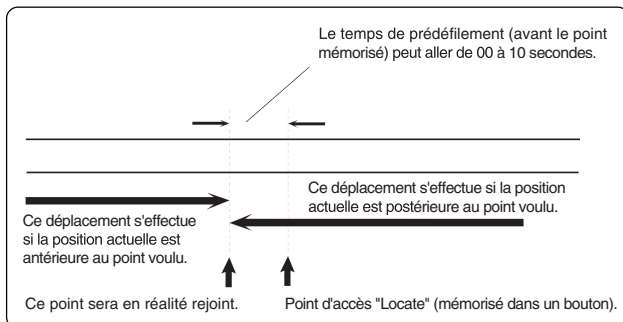 Le temps de prédéfilement (avant le point
mémorisé) peut aller de 00 à 10 secondes.
Ce déplacement s'effectue
si la position actuelle est
antérieure au point voulu.
Ce déplacement s'effectue si la position
actuelle est postérieure au point voulu.
Ce point sera en réalité rejoint.
Point d'accès "Locate" (mémorisé dans un bouton).